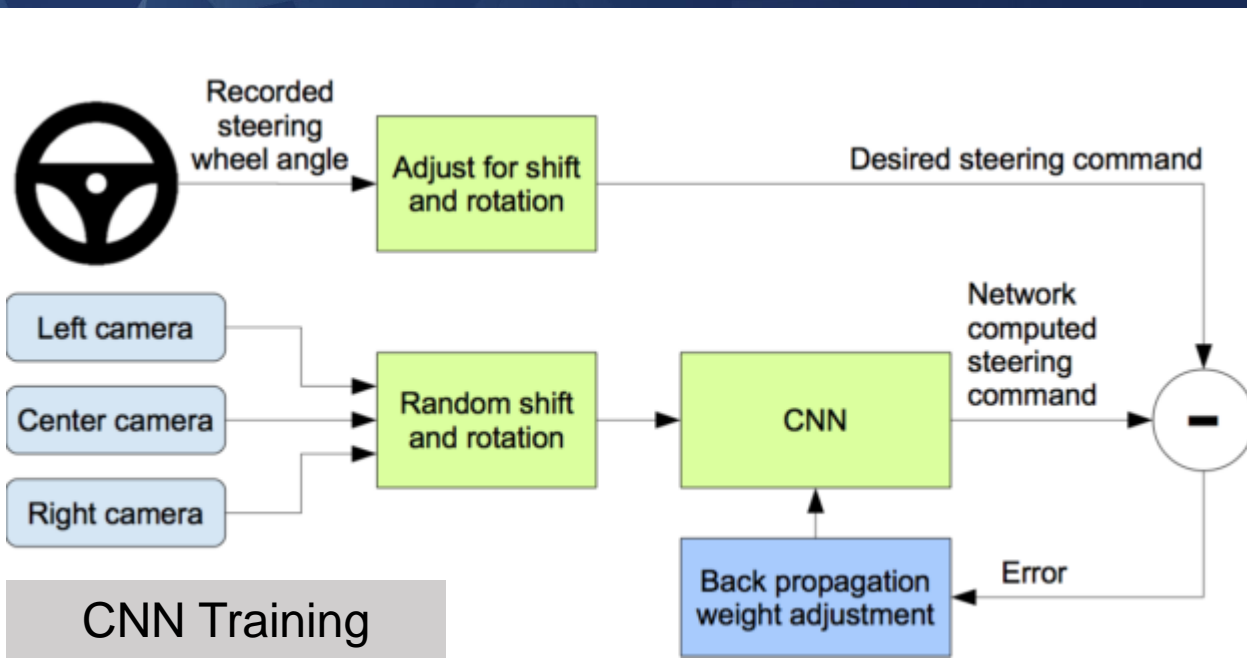 Recorded
steering
wheel angle
Adjust for shift
and rotation
Desired steering command
Left camera
Center camera
Right camera
Random shift
and rotation
CNN
Network
computed
steering
command
-
Back propagation
weight adjustment
Error
CNN Training